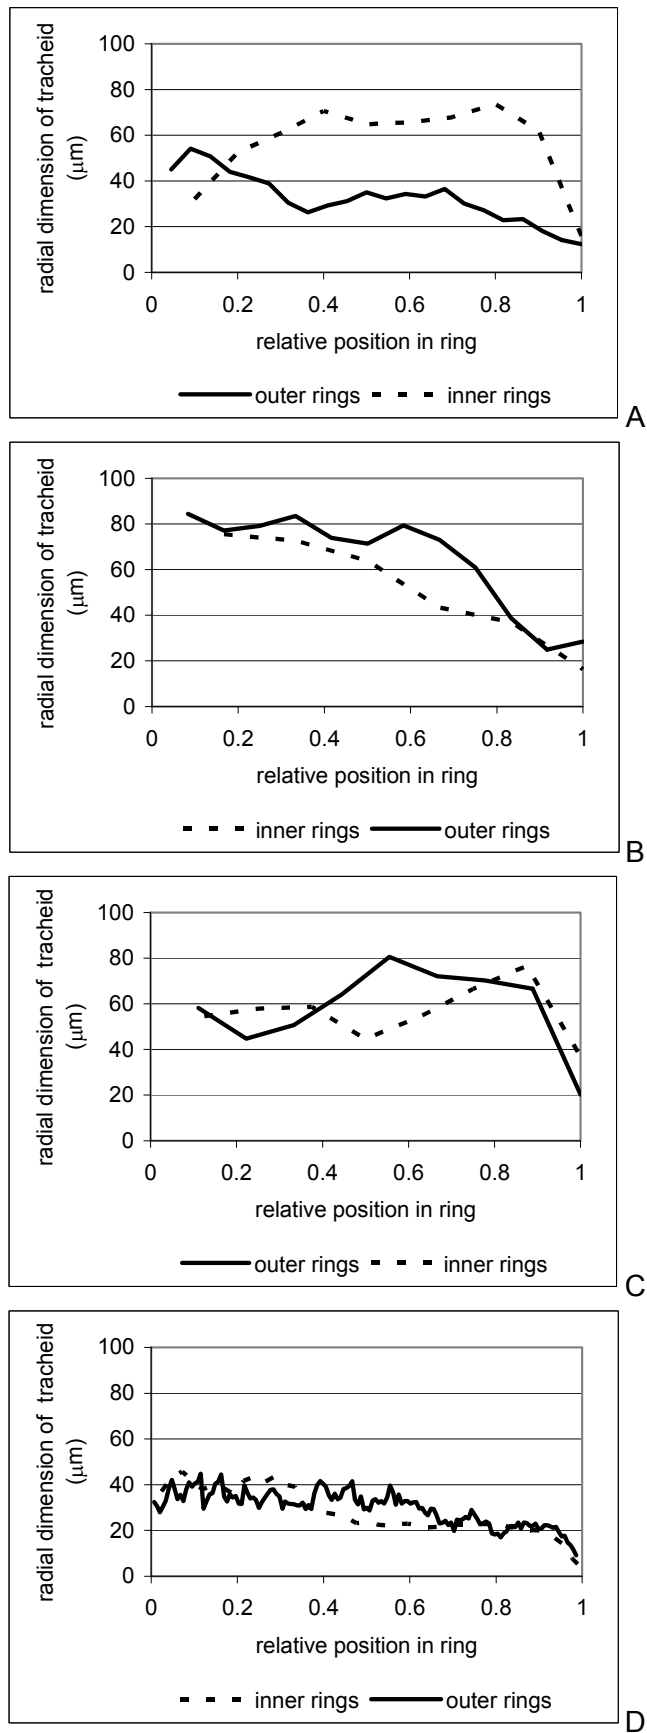 radial dimension of tracheid
(μm)
100
80
60
40
20
0
0 0.2 0.4 0.6 0.8 1
relative position in ring
outer rings inner rings
A
radial dimension of tracheid
(μm)
100
80
60
40
20
0
0 0.2 0.4 0.6 0.8 1
relative position in ring
inner rings outer rings
B
radial dimension of tracheid
(μm)
100
80
60
40
20
0
0 0.2 0.4 0.6 0.8 1
relative position in ring
outer rings inner rings
C
radial dimension of tracheid
(μm)
100
80
60
40
20
0
0 0.2 0.4 0.6 0.8 1
relative position in ring
inner rings outer rings
D